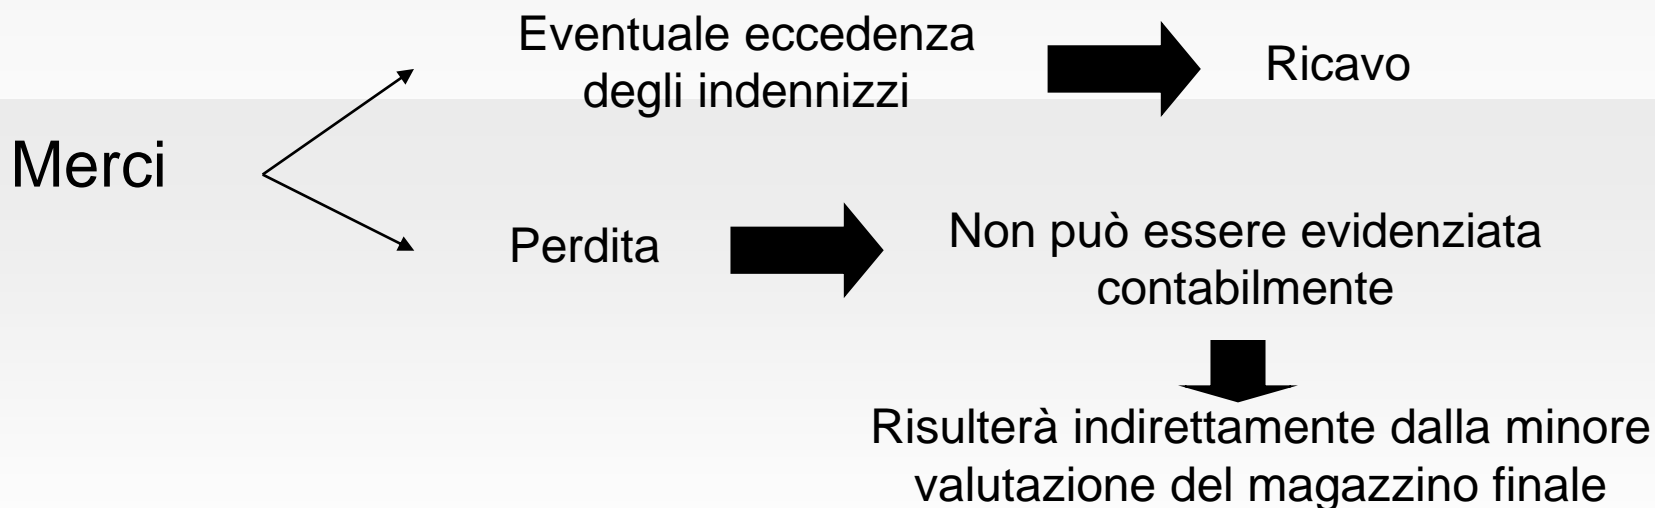 Eventuale eccedenza
degli indennizzi
Ricavo
Merci
Perdita
Non può essere evidenziata
contabilmente
Risulterà indirettamente dalla minore
valutazione del magazzino finale